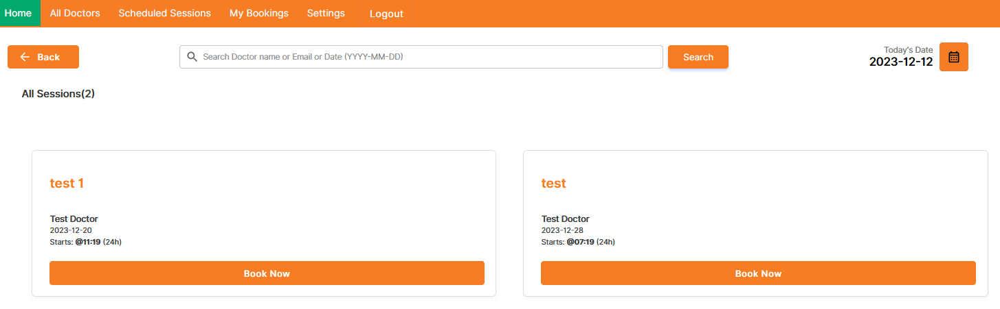 Home All Doctors Scheduled Sessions My Bookings Settings Logout
Back
Search Doctor name or Email or Date (YYYY-MM-DD)
Search
Today's Date
2023-12-12
All Sessions(2)
test 1
Test Doctor
2023-12-20
Starts: @11:19 (24h)
Book Now
test
Test Doctor
2023-12-28
Starts: @07:19 (24h)
Book Now